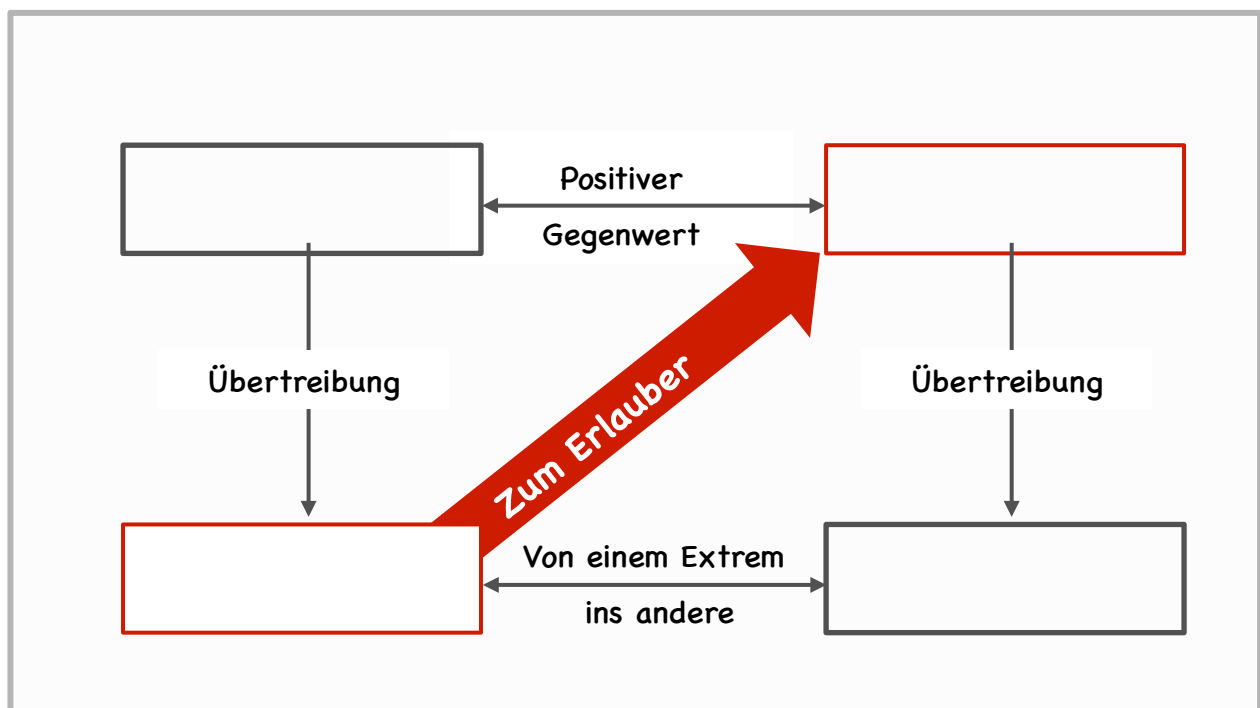 Positiver
Gegenwert
Übertreibung
Übertreibung
Zum Erlauber
Von einem Extrem
ins andere